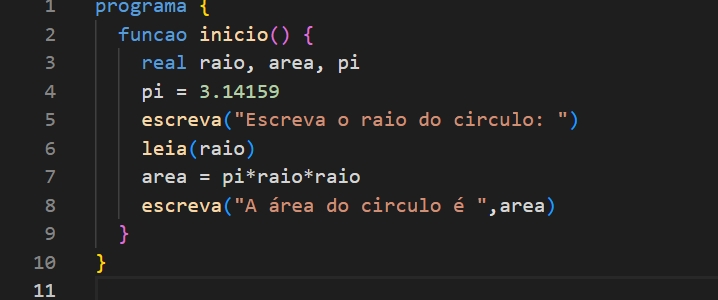 1 programa {
2 funcao inicio() {
3 real raio, area, pi
4 pi = 3.14159
5 escreva("Escreva o raio do circulo: ")
6 leia(raio)
7 area = pi*raio*raio
8 escreva("A área do circulo é ",area)
9 }
10 }
11